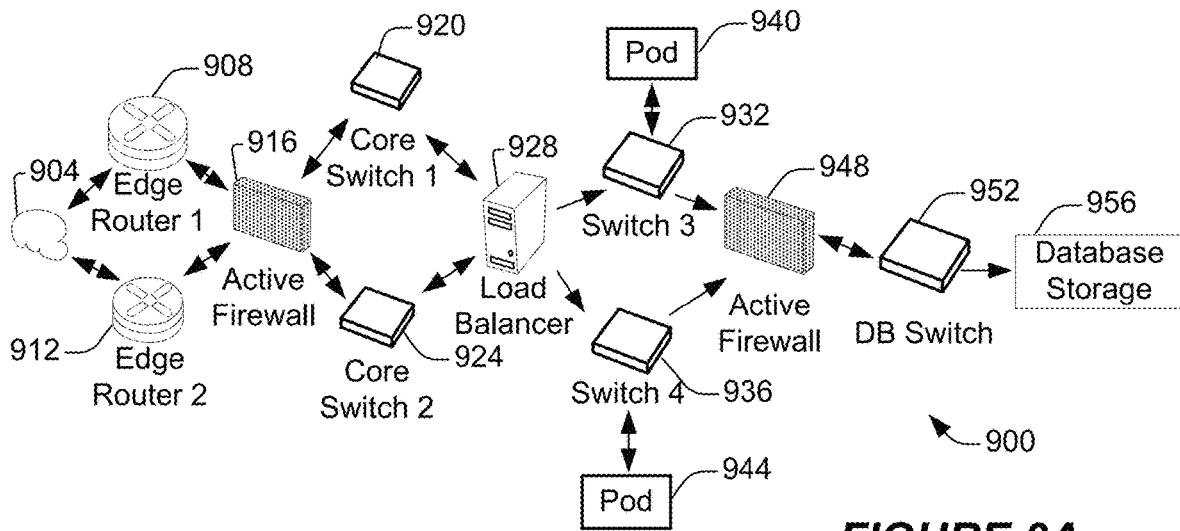 920
940
Pod
908
932
916
Core
Switch 1
928
904
Edge
Router 1
948
952
Switch 3
956
Database
Storage
Active
Firewall
Load
Balancer
Active
Firewall
DB Switch
912
Edge
Router 2
924
Core
Switch 2
Switch 4
936
900
944
Pod